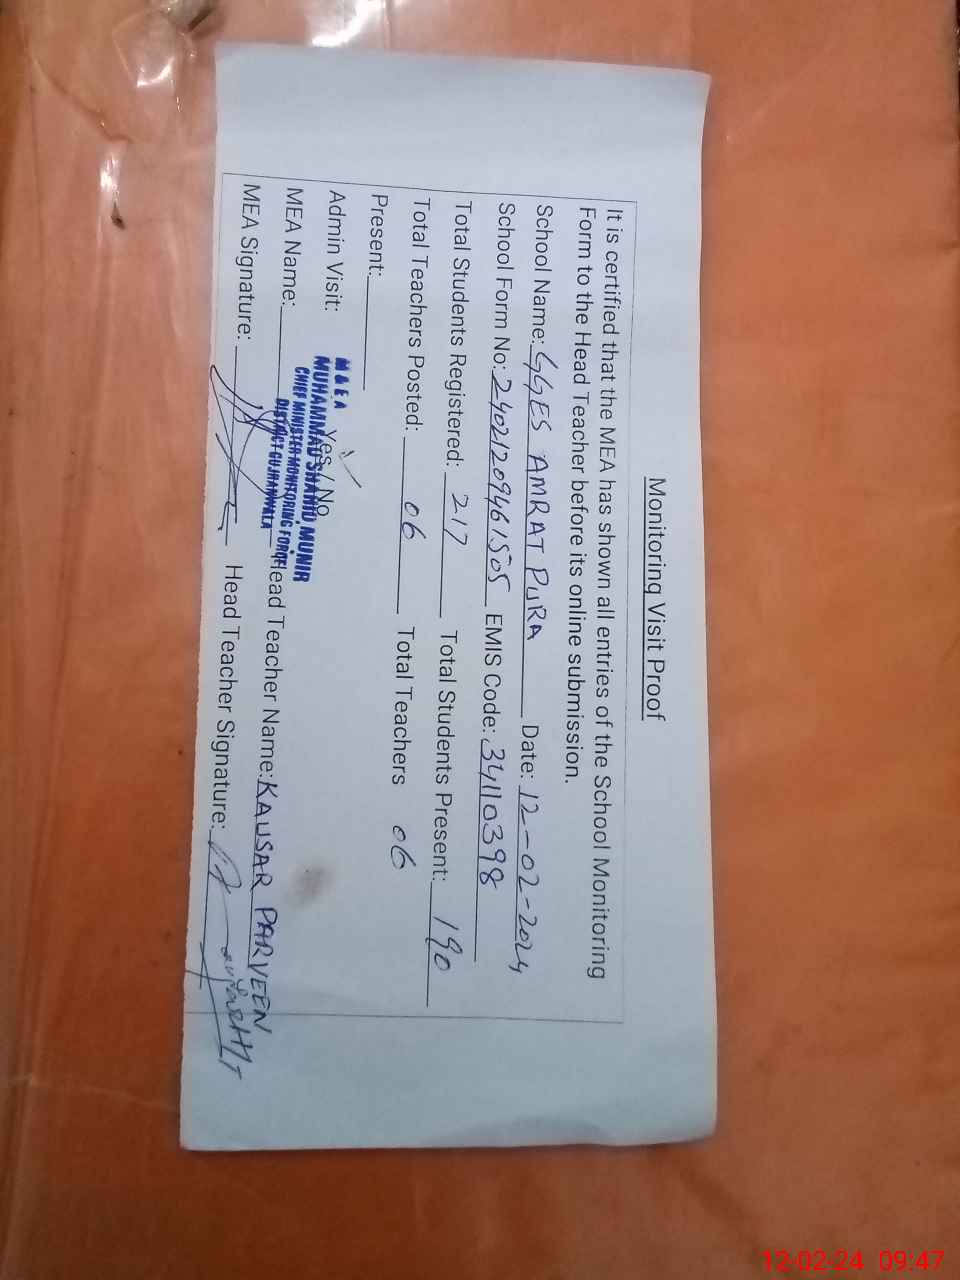 Monitoring Visit Proof
It is certified that the MEA has shown all entries of the School Monitoring
Form to the Head Teacher before its online submission.
School Name: GGES AMRAT PURA Date: 12-02-2024
School Form No: 24021209461505 EMIS Code: 34110398
Total Students Registered: 217 Total Students Present: 190
Total Teachers Posted: 06 Total Teachers 06
Present:
Admin Visit: Yes / No
M & E A
MUHAMMAD SHAHID MUNIR
CHIEF MINISTER MONITORING FORCE
DISTRICT GUJRANWALA
MEA Name: Head Teacher Name: KAUSAR PARVEEN
MEA Signature: Head Teacher Signature:
12-02-24 09:47